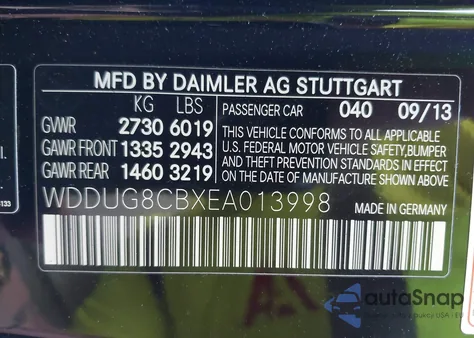 MFD BY DAIMLER AG STUTTGART
KG LBS
GVWR 2730 6019
GAWR FRONT 1335 2943
GAWR REAR 1460 3219
PASSENGER CAR 040 09/13
THIS VEHICLE CONFORMS TO ALL APPLICABLE
U.S. FEDERAL MOTOR VEHICLE SAFETY, BUMPER
AND THEFT PREVENTION STANDARDS IN EFFECT
ON THE DATE OF MANUFACTURE SHOWN ABOVE.
WDDUG8CBXEA013998 MADE IN GERMANY
autoSnap